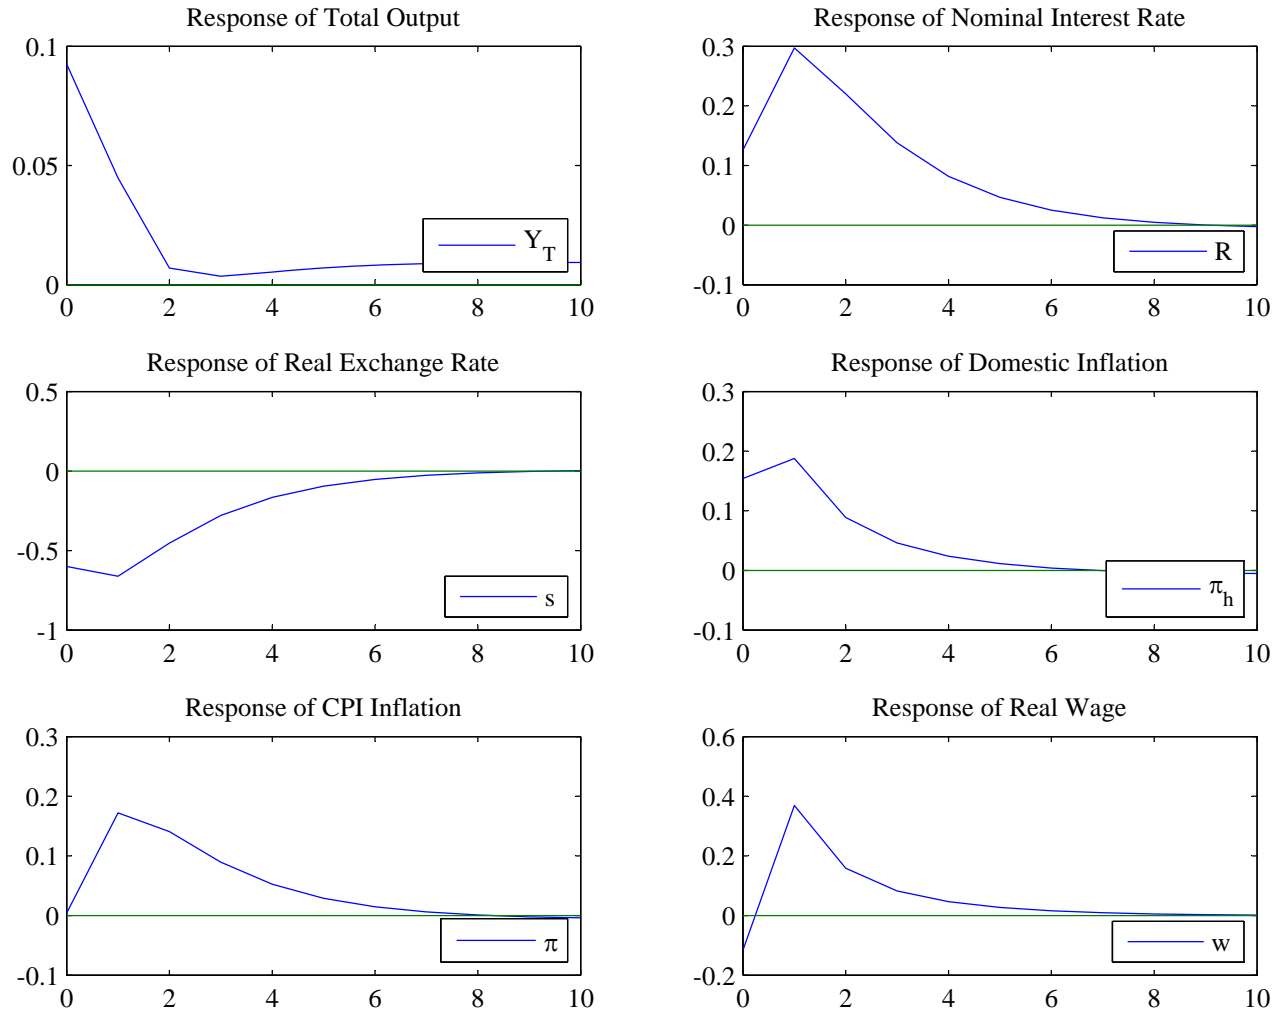 Response of Total Output
0.1
0.05
0
0 2 4 6 8 10
Y_T
Response of Nominal Interest Rate
0.3
0.2
0.1
0
-0.1
0 2 4 6 8 10
R
Response of Real Exchange Rate
0.5
0
-0.5
-1
0 2 4 6 8 10
s
Response of Domestic Inflation
0.3
0.2
0.1
0
-0.1
0 2 4 6 8 10
π_h
Response of CPI Inflation
0.3
0.2
0.1
0
-0.1
0 2 4 6 8 10
π
Response of Real Wage
0.6
0.4
0.2
0
-0.2
0 2 4 6 8 10
w